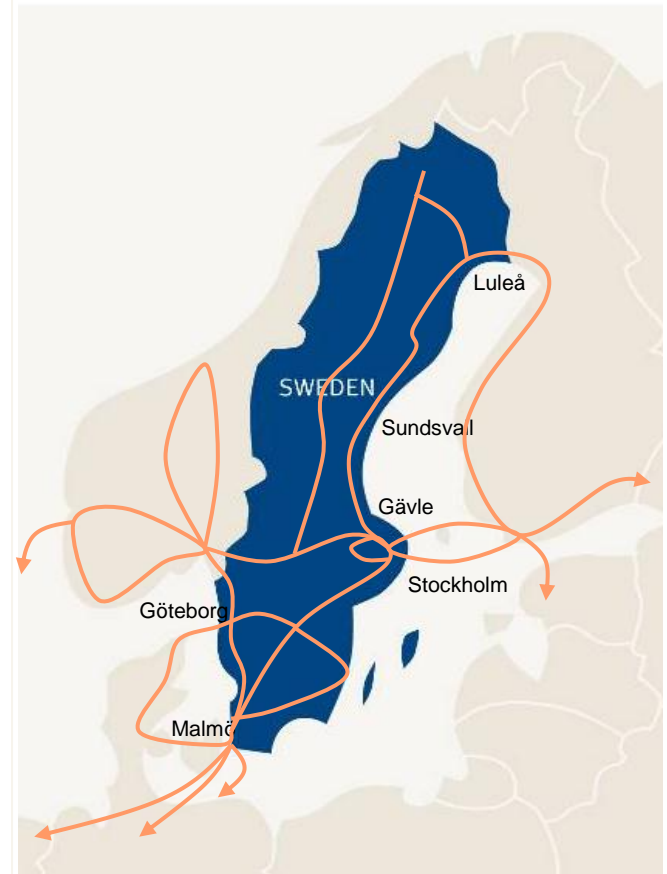 Luleå
SWEDEN
Sundsvall
Gävle
Stockholm
Göteborg
Malmö